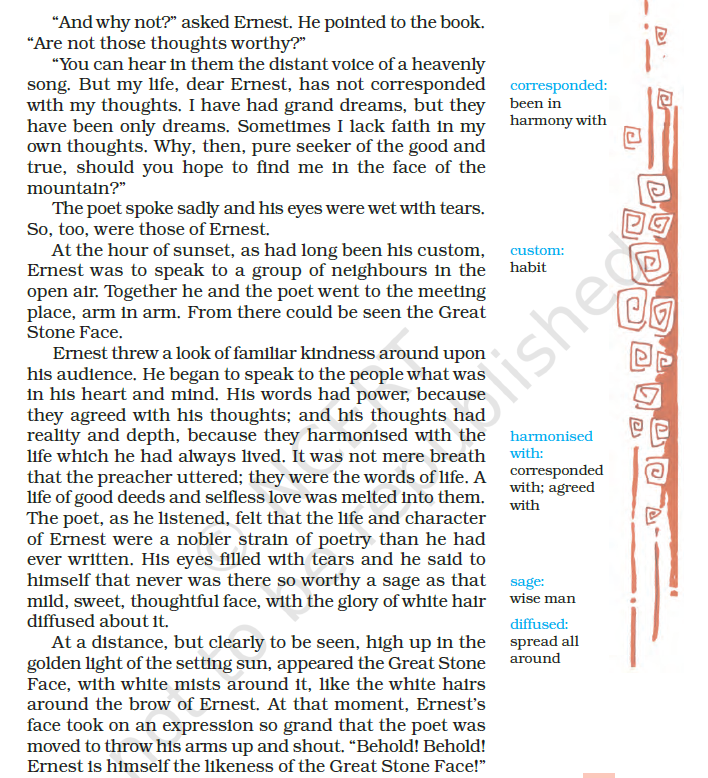 “And why not?” asked Ernest. He pointed to the book.
“Are not those thoughts worthy?”
“You can hear in them the distant voice of a heavenly
song. But my life, dear Ernest, has not corresponded
with my thoughts. I have had grand dreams, but they
have been only dreams. Sometimes I lack faith in my
own thoughts. Why, then, pure seeker of the good and
true, should you hope to find me in the face of the
mountain?”
The poet spoke sadly and his eyes were wet with tears.
So, too, were those of Ernest.
At the hour of sunset, as had long been his custom,
Ernest was to speak to a group of neighbours in the
open air. Together he and the poet went to the meeting
place, arm in arm. From there could be seen the Great
Stone Face.
Ernest threw a look of familiar kindness around upon
his audience. He began to speak to the people what was
in his heart and mind. His words had power, because
they agreed with his thoughts; and his thoughts had
reality and depth, because they harmonised with the
life which he had always lived. It was not mere breath
that the preacher uttered; they were the words of life. A
life of good deeds and selfless love was melted into them.
The poet, as he listened, felt that the life and character
of Ernest were a nobler strain of poetry than he had
ever written. His eyes filled with tears and he said to
himself that never was there so worthy a sage as that
mild, sweet, thoughtful face, with the glory of white hair
diffused about it.
At a distance, but clearly to be seen, high up in the
golden light of the setting sun, appeared the Great Stone
Face, with white mists around it, like the white hairs
around the brow of Ernest. At that moment, Ernest’s
face took on an expression so grand that the poet was
moved to throw his arms up and shout. “Behold! Behold!
Ernest is himself the likeness of the Great Stone Face!”
corresponded:
been in
harmony with
custom:
habit
harmonised
with:
corresponded
with; agreed
with
sage:
wise man
diffused:
spread all
around
© NCERT
not to be republished